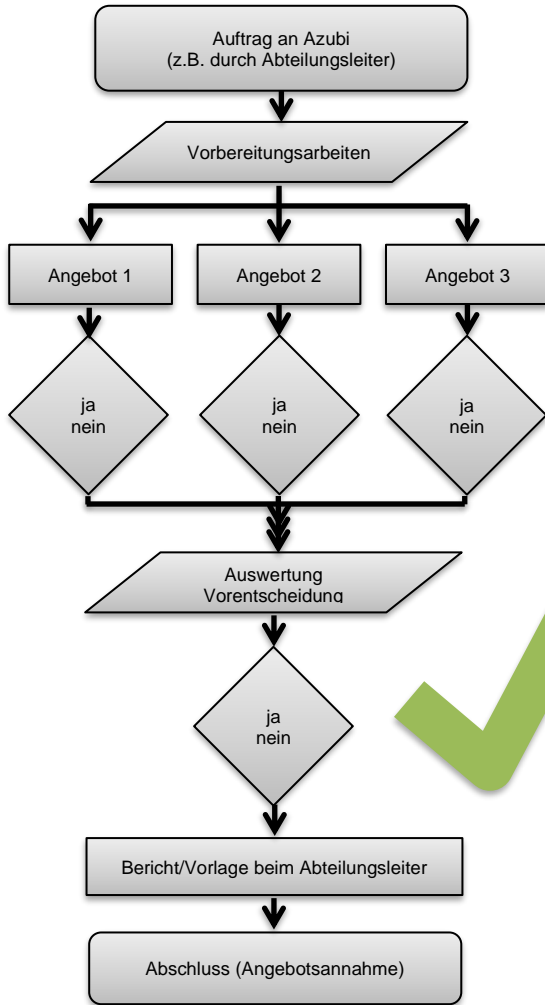 Auftrag an Azubi
(z.B. durch Abteilungsleiter)
Vorbereitungsarbeiten
Angebot 1
Angebot 2
Angebot 3
ja
nein
ja
nein
ja
nein
Auswertung
Vorentscheidung
ja
nein
Bericht/Vorlage beim Abteilungsleiter
Abschluss (Angebotsannahme)